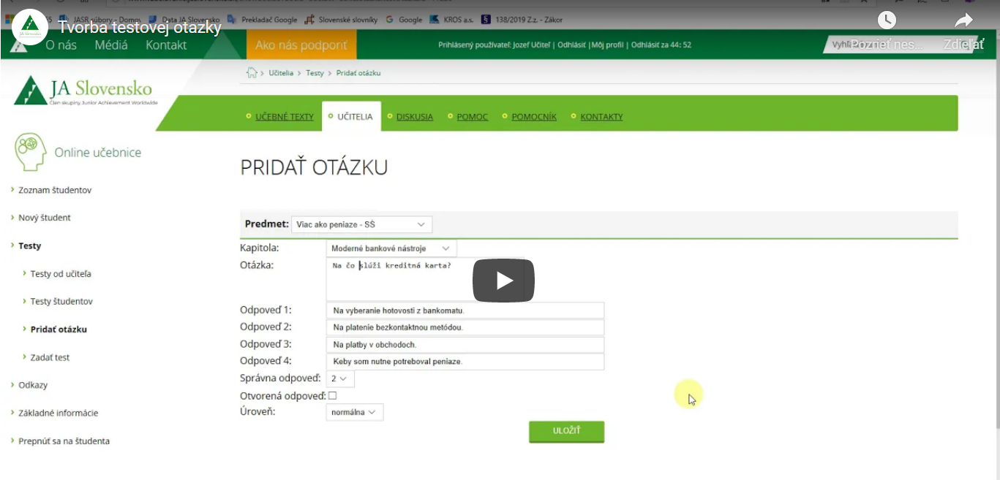 Tvorba testovej otázky
JASR súbory - Domm
Data JA Slovensko
Prekladač Google
Slovenské slovníky
Google
KROS a.s.
138/2019 Z.z. - Zákor
O nás
Médiá
Kontakt
Ako nás podporiť
Prihlásený používateľ: Jozef Učiteľ | Odhlásiť |Môj profil | Odhlásiť za 44: 52
Pozrieť nes...
Zdieľať
JA Slovensko
Člen skupiny Junior Achievement Worldwide
Učitelia > Testy > Pridať otázku
UČEBNÉ TEXTY
UČITELIA
DISKUSIA
POMOC
POMOCNÍK
KONTAKTY
Online učebnice
Zoznam študentov
Nový študent
Testy
Testy od učiteľa
Testy študentov
Pridať otázku
Zadať test
Odkazy
Základné informácie
Prepnúť sa na študenta
PRIDAŤ OTÁZKU
Predmet: Viac ako peniaze - SŠ
Kapitola: Moderné bankové nástroje
Otázka: Na čo slúži kreditná karta?
Odpoveď 1: Na vyberanie hotovosti z bankomatu.
Odpoveď 2: Na platenie bezkontaktnou metódou.
Odpoveď 3: Na platby v obchodoch.
Odpoveď 4: Keby som nutne potreboval peniaze.
Správna odpoveď: 2
Otvorená odpoveď:
Úroveň: normálna
ULOŽIŤ